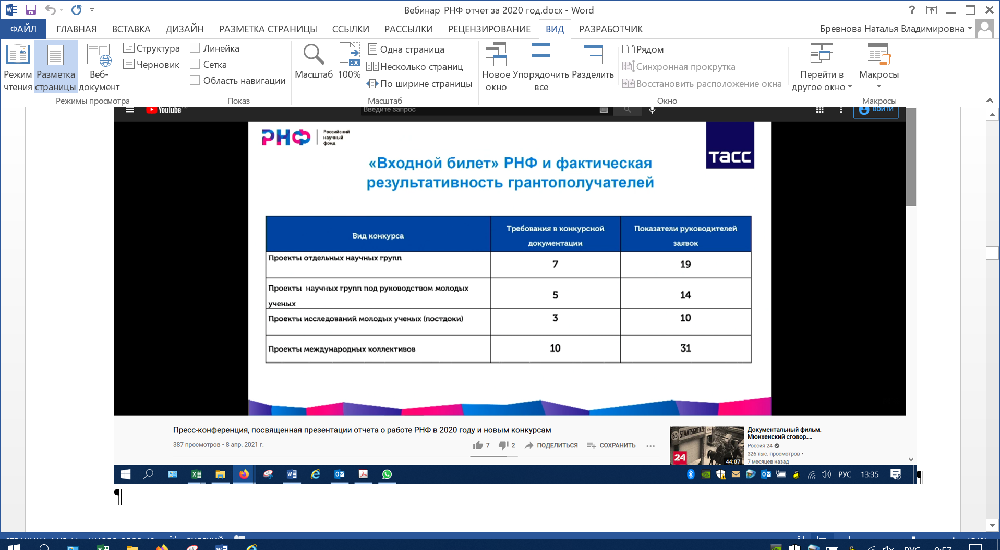 Вебинар_РНФ отчет за 2020 год.docx - Word
ФАЙЛ ГЛАВНАЯ ВСТАВКА ДИЗАЙН РАЗМЕТКА СТРАНИЦЫ ССЫЛКИ РАССЫЛКИ РЕЦЕНЗИРОВАНИЕ ВИД РАЗРАБОТЧИК Бревнова Наталья Владимировна
Режим чтения
Разметка страницы
Веб-документ
Структура
Черновик
Режимы просмотра
Линейка
Сетка
Область навигации
Показ
Масштаб
100
100%
Одна страница
Несколько страниц
По ширине страницы
Масштаб
Новое окно
Упорядочить все
Разделить
Рядом
Синхронная прокрутка
Восстановить расположение окна
Окно
Перейти в другое окно
Макросы
Макросы
YouTube
Введите запрос
ВОЙТИ
РНФ
Российский
научный
фонд
ТАСС
«Входной билет» РНФ и фактическая
результативность грантополучателей
Вид конкурса
Требования в конкурсной
документации
Показатели руководителей
заявок
Проекты отдельных научных групп 7 19
Проекты научных групп под руководством молодых
ученых 5 14
Проекты исследований молодых ученых (постдоки) 3 10
Проекты международных коллективов 10 31
Пресс-конференция, посвященная презентации отчета о работе РНФ в 2020 году и новым конкурсам
387 просмотров • 8 апр. 2021 г.
7 2 ПОДЕЛИТЬСЯ СОХРАНИТЬ
65 STAATSGRENZE
24
44:07
Документальный фильм.
Мюнхенский сговор....
Россия 24
326 тыс. просмотров •
7 месяцев назад
РУС 13:35
¶
¶
РУС 0:57